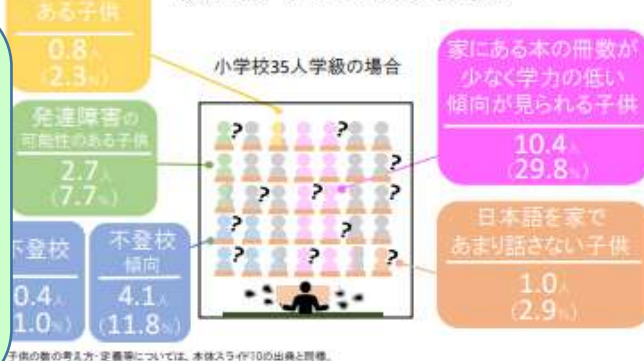 ある子供
0.8人
(2.3%)
小学校35人学級の場合
家にある本の冊数が
少なく学力の低い
傾向が見られる子供
10.4人
(29.8%)
発達障害の
可能性のある子供
2.7人
(7.7%)
不登校
0.4人
1.0%)
不登校
傾向
4.1人
(11.8%)
日本語を家で
あまり話さない子供
1.0人
(2.9%)
?
?
?
?
?
?
?
?
?
?
?
子供の数の考え方・定義等については、本体スライド10の出典と同様。